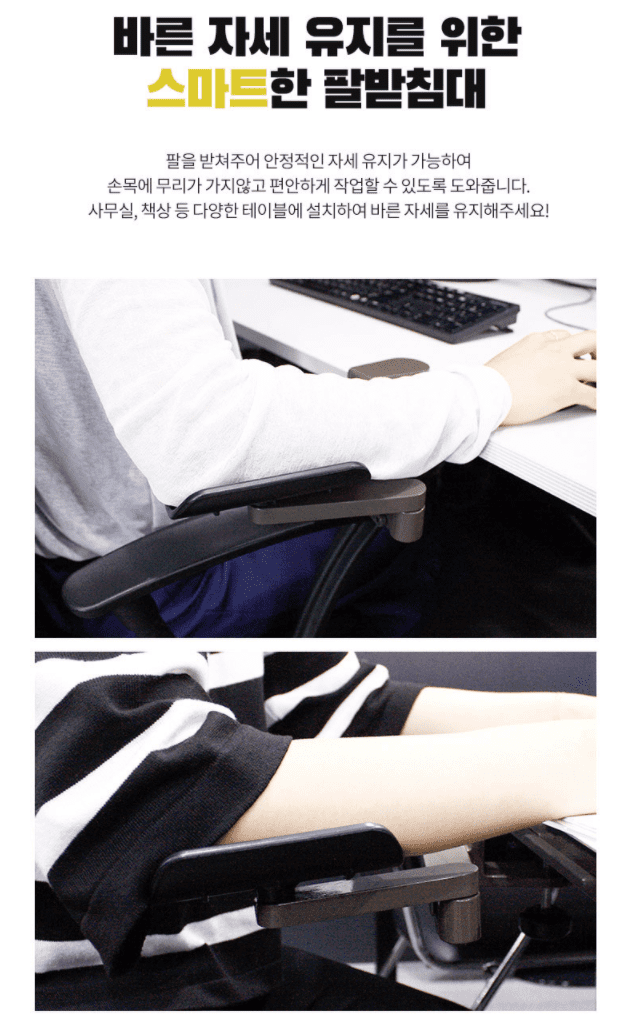 바른 자세 유지를 위한
스마트한 팔받침대
팔을 받쳐주어 안정적인 자세 유지가 가능하여
손목에 무리가 가지않고 편안하게 작업할 수 있도록 도와줍니다.
사무실, 책상 등 다양한 테이블에 설치하여 바른 자세를 유지해주세요!